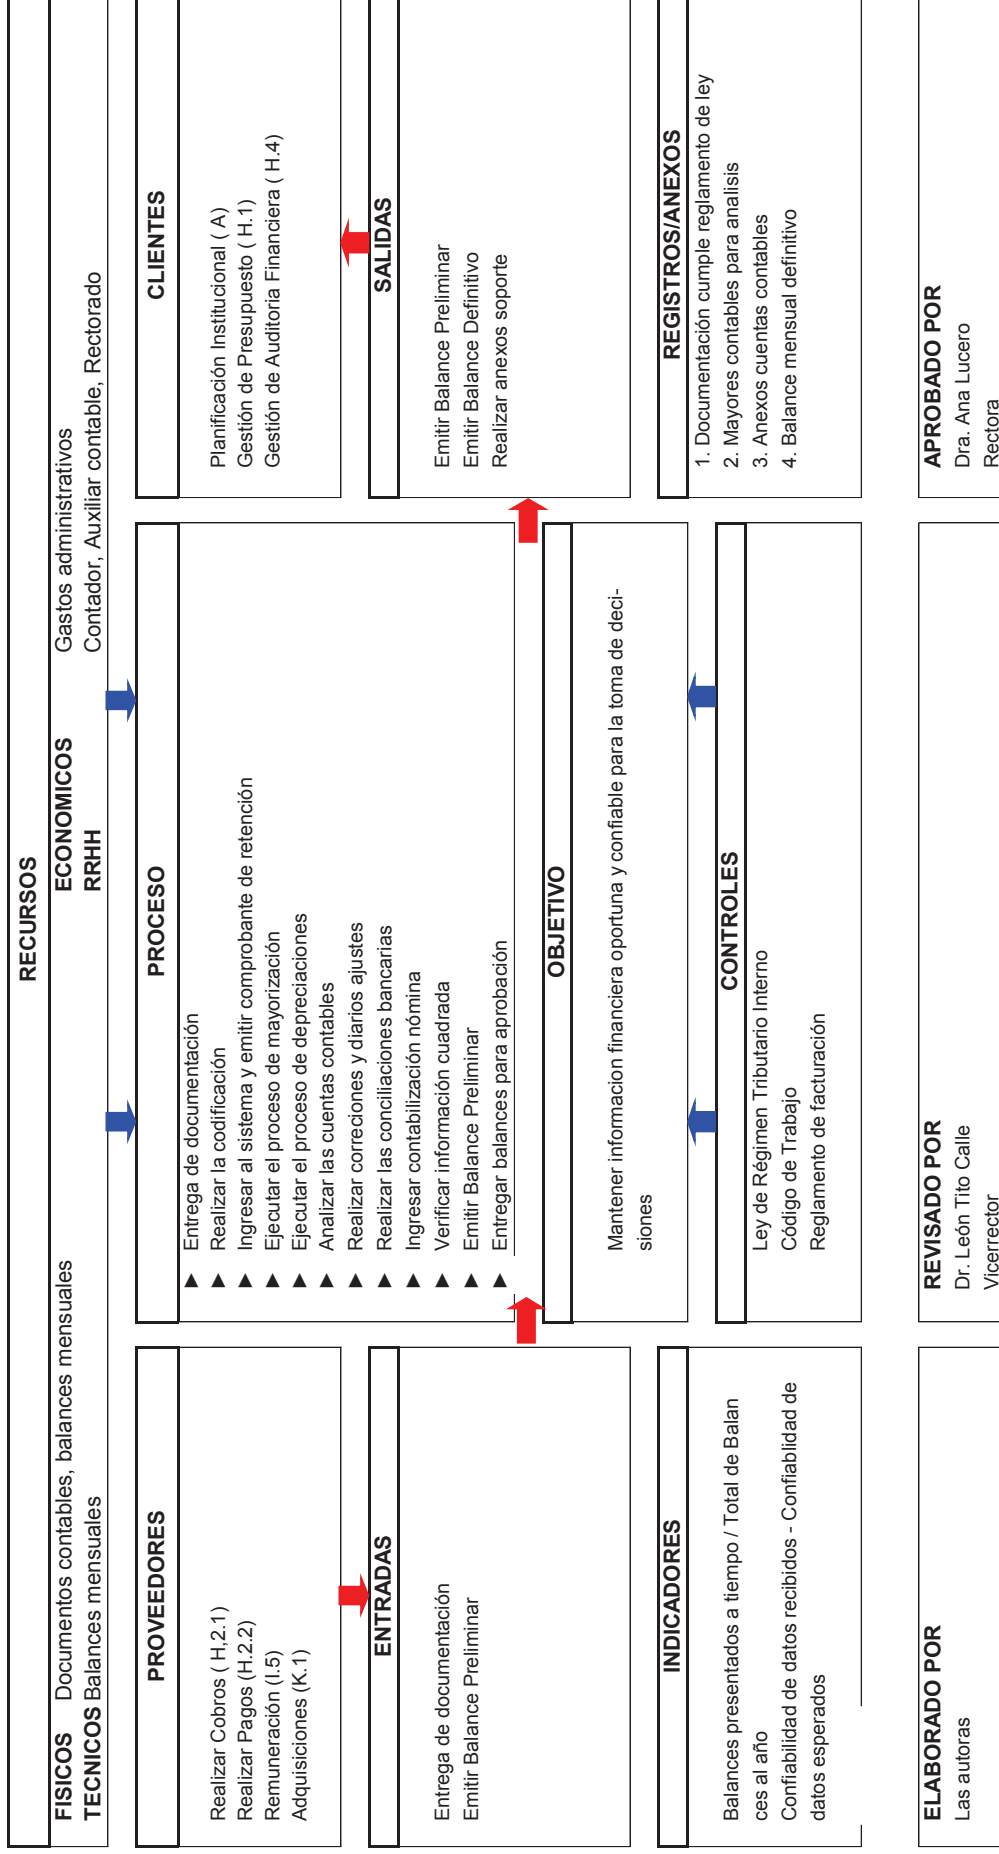 RECURSOS
FISICOS Documentos contables, balances mensuales
ECONOMICOS Gastos administrativos
TECNICOS Balances mensuales
RRHH Contador, Auxiliar contable, Rectorado
PROVEEDORES
Realizar Cobros ( H,2.1)
Realizar Pagos (H.2.2)
Remuneración (I.5)
Adquisiciones (K.1)
PROCESO
▶ Entrega de documentación
▶ Realizar la codificación
▶ Ingresar al sistema y emitir comprobante de retención
▶ Ejecutar el proceso de mayorización
▶ Ejecutar el proceso de depreciaciones
▶ Analizar las cuentas contables
▶ Realizar correciones y diarios ajustes
▶ Realizar las conciliaciones bancarias
▶ Ingresar contabilización nómina
▶ Verificar información cuadrada
▶ Emitir Balance Preliminar
▶ Entregar balances para aprobación
CLIENTES
Planificación Institucional ( A)
Gestión de Presupuesto ( H.1)
Gestión de Auditoria Financiera ( H.4)
ENTRADAS
Entrega de documentación
Emitir Balance Preliminar
SALIDAS
Emitir Balance Preliminar
Emitir Balance Definitivo
Realizar anexos soporte
OBJETIVO
Mantener informacion financiera oportuna y confiable para la toma de deci-
siones
INDICADORES
Balances presentados a tiempo / Total de Balan
ces al año
Confiabilidad de datos recibidos - Confiablidad de
datos esperados
CONTROLES
Ley de Régimen Tributario Interno
Código de Trabajo
Reglamento de facturación
REGISTROS/ANEXOS
1. Documentación cumple reglamento de ley
2. Mayores contables para analisis
3. Anexos cuentas contables
4. Balance mensual definitivo
ELABORADO POR
Las autoras
REVISADO POR
Dr. León Tito Calle
Vicerrector
APROBADO POR
Dra. Ana Lucero
Rectora